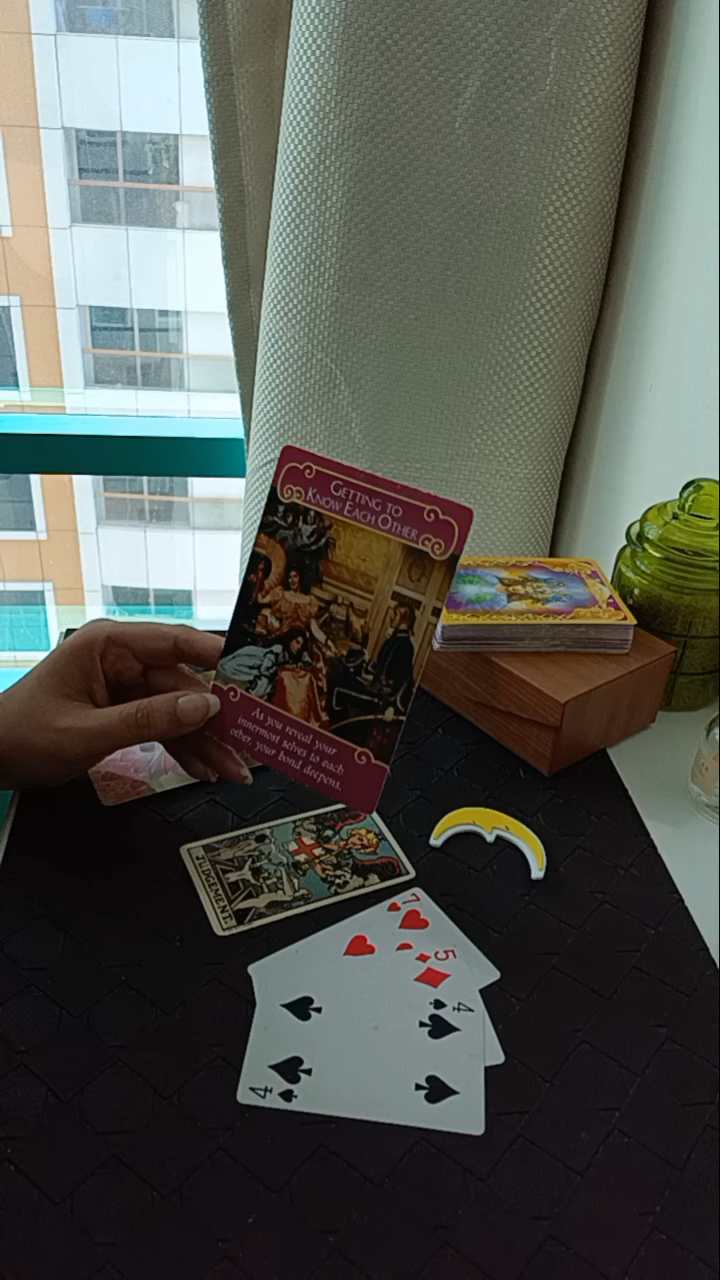 GETTING TO
KNOW EACH OTHER
As you reveal your
innermost selves to each
other, your bond deepens.
JUDGEMENT.
7
5
4
4